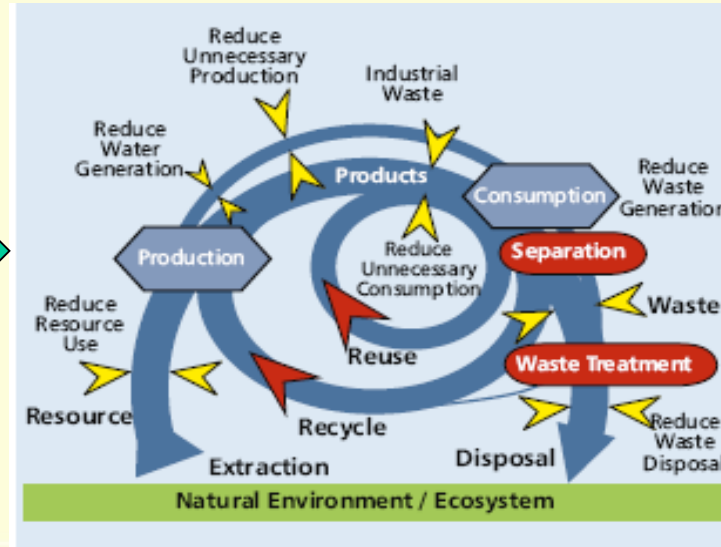 Reduce
Unnecessary
Production
Industrial
Waste
Reduce
Water
Generation
Products
Consumption
Reduce
Waste
Generation
Production
Reduce
Unnecessary
Consumption
Separation
Reduce
Resource
Use
Waste
Reuse
Waste Treatment
Resource
Recycle
Reduce
Waste
Disposal
Extraction
Disposal
Natural Environment / Ecosystem